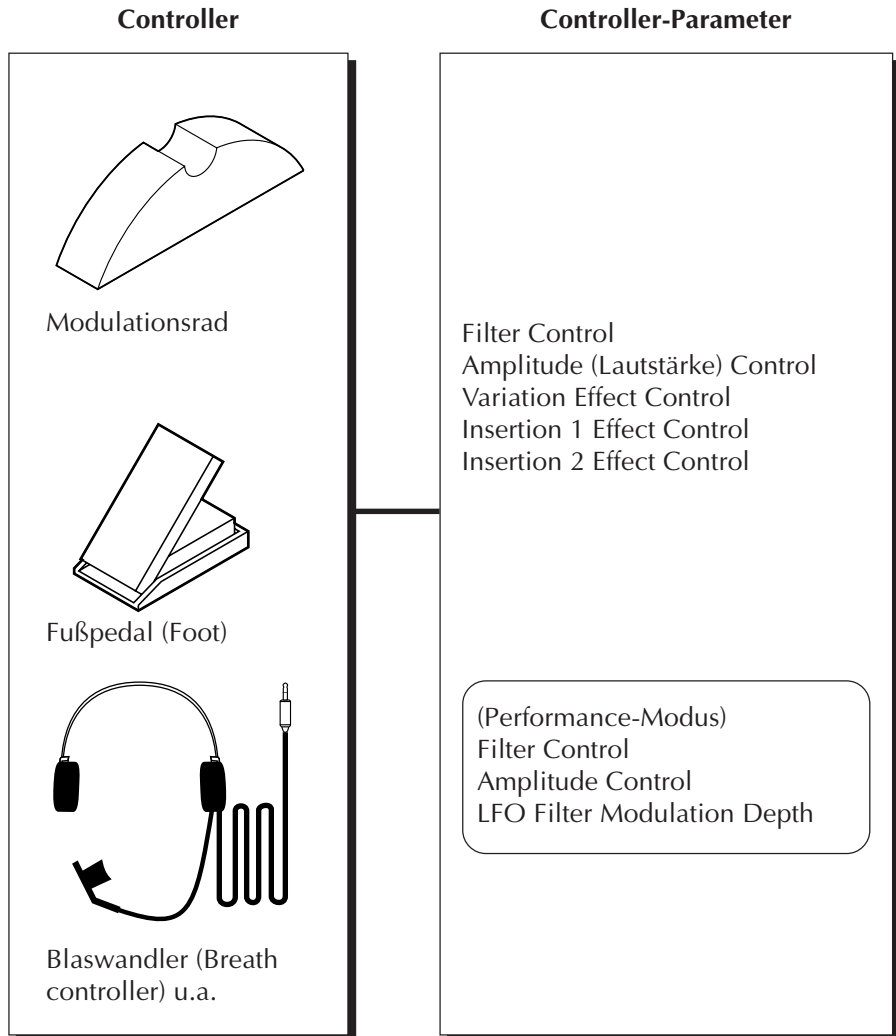 Controller
Modulationsrad
Fußpedal (Foot)
Blaswandler (Breath
controller) u.a.
Controller-Parameter
Filter Control
Amplitude (Lautstärke) Control
Variation Effect Control
Insertion 1 Effect Control
Insertion 2 Effect Control
(Performance-Modus)
Filter Control
Amplitude Control
LFO Filter Modulation Depth